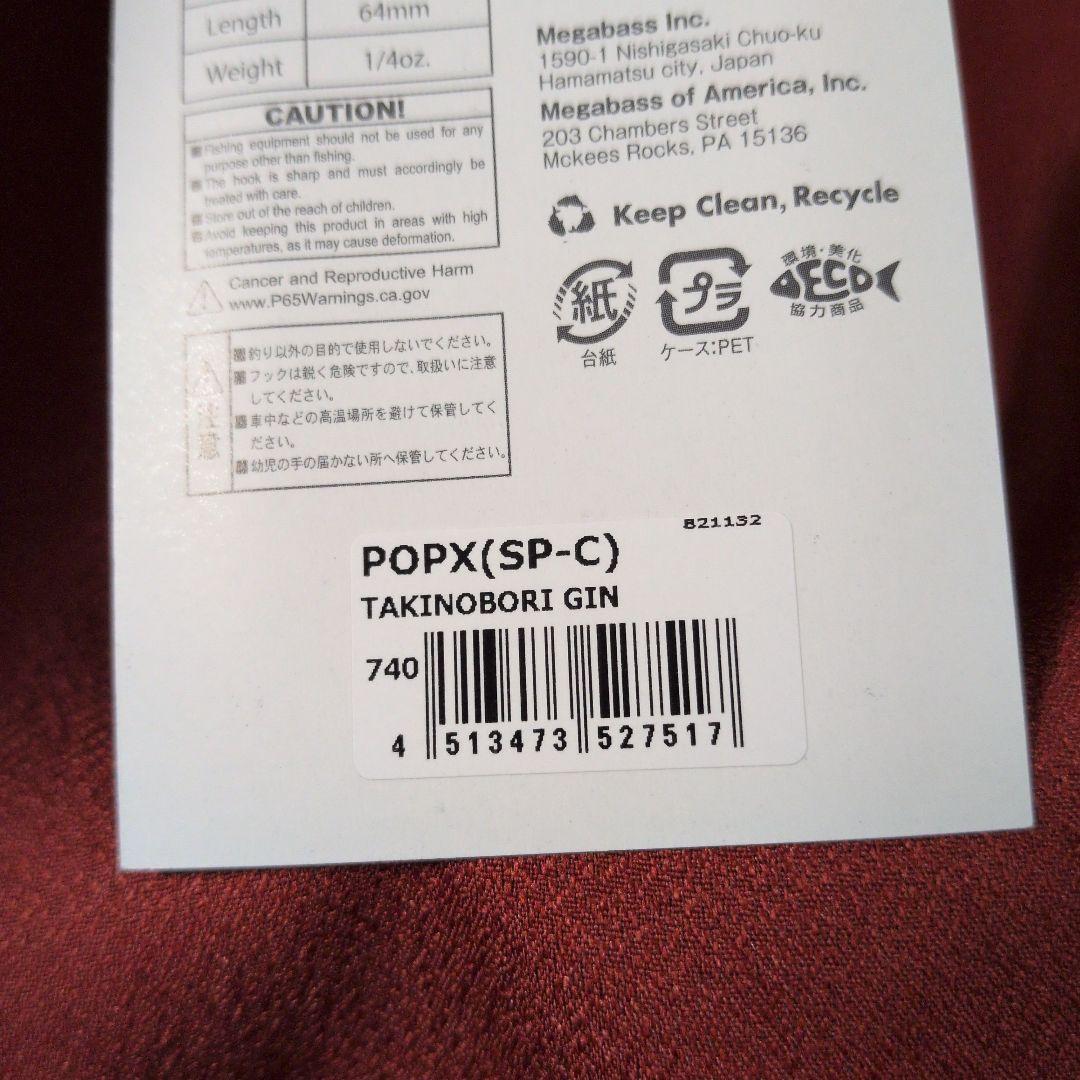 Length 64mm
Weight 1/4oz.
CAUTION!
■Fishing equipment should not be used for any
purpose other than fishing.
■The hook is sharp and must accordingly be
treated with care.
■Store out of the reach of children.
■Avoid keeping this product in areas with high
temperatures, as it may cause deformation.
Cancer and Reproductive Harm
www.P65Warnings.ca.gov
注意
■釣り以外の目的で使用しないでください。
■フックは鋭く危険ですので、取扱いに注意
してください。
■車中などの高温場所を避けて保管してく
ださい。
■幼児の手の届かない所へ保管してください。
Megabass Inc.
1590-1 Nishigasaki Chuo-ku
Hamamatsu city, Japan
Megabass of America, Inc.
203 Chambers Street
Mckees Rocks, PA 15136
Keep Clean, Recycle
紙
台紙
プラ
ケース:PET
環境・美化
ECO
協力商品
821132
POPX(SP-C)
TAKINOBORI GIN
740
4 513473 527517